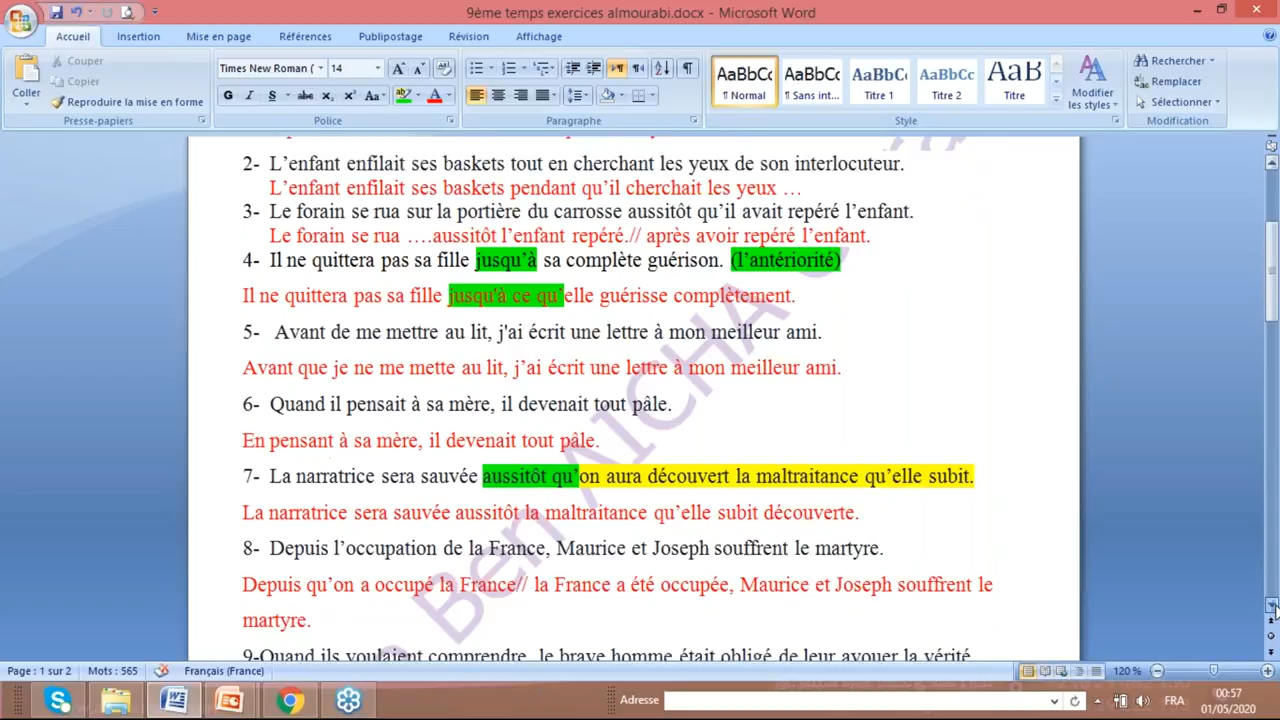 9ème temps exercices almourabi.docx - Microsoft Word
Accueil Insertion Mise en page Références Publipostage Révision Affichage
Couper
Copier
Reproduire la mise en forme
Coller
Times New Roman ( 14
G I S abc X₂ X² Aa
AaBbCc AaBbCc AaBbCc AaBbCc AaB
¶ Normal ¶ Sans int... Titre 1 Titre 2 Titre
Modifier les styles
Rechercher
Remplacer
Sélectionner
Presse-papiers Police Paragraphe Style Modification
2- L'enfant enfilait ses baskets tout en cherchant les yeux de son interlocuteur.
L'enfant enfilait ses baskets pendant qu'il cherchait les yeux …
3- Le forain se rua sur la portière du carrosse aussitôt qu'il avait repéré l'enfant.
Le forain se rua ….aussitôt l'enfant repéré.// après avoir repéré l'enfant.
4- Il ne quittera pas sa fille jusqu'à sa complète guérison. (l'antériorité)
Il ne quittera pas sa fille jusqu'à ce qu'elle guérisse complètement.
5- Avant de me mettre au lit, j'ai écrit une lettre à mon meilleur ami.
Avant que je ne me mette au lit, j'ai écrit une lettre à mon meilleur ami.
6- Quand il pensait à sa mère, il devenait tout pâle.
En pensant à sa mère, il devenait tout pâle.
7- La narratrice sera sauvée aussitôt qu'on aura découvert la maltraitance qu'elle subit.
La narratrice sera sauvée aussitôt la maltraitance qu'elle subit découverte.
8- Depuis l'occupation de la France, Maurice et Joseph souffrent le martyre.
Depuis qu'on a occupé la France// la France a été occupée, Maurice et Joseph souffrent le
martyre.
9-Quand ils voulaient comprendre, le brave homme était obligé de leur avouer la vérité
Ben AICHA
Page : 1 sur 2 Mots : 565 Français (France) 120 %
Adresse FRA 00:57
01/05/2020